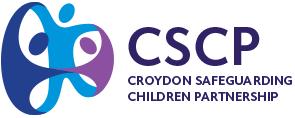 CSCP
CROYDON SAFEGUARDING
CHILDREN PARTNERSHIP